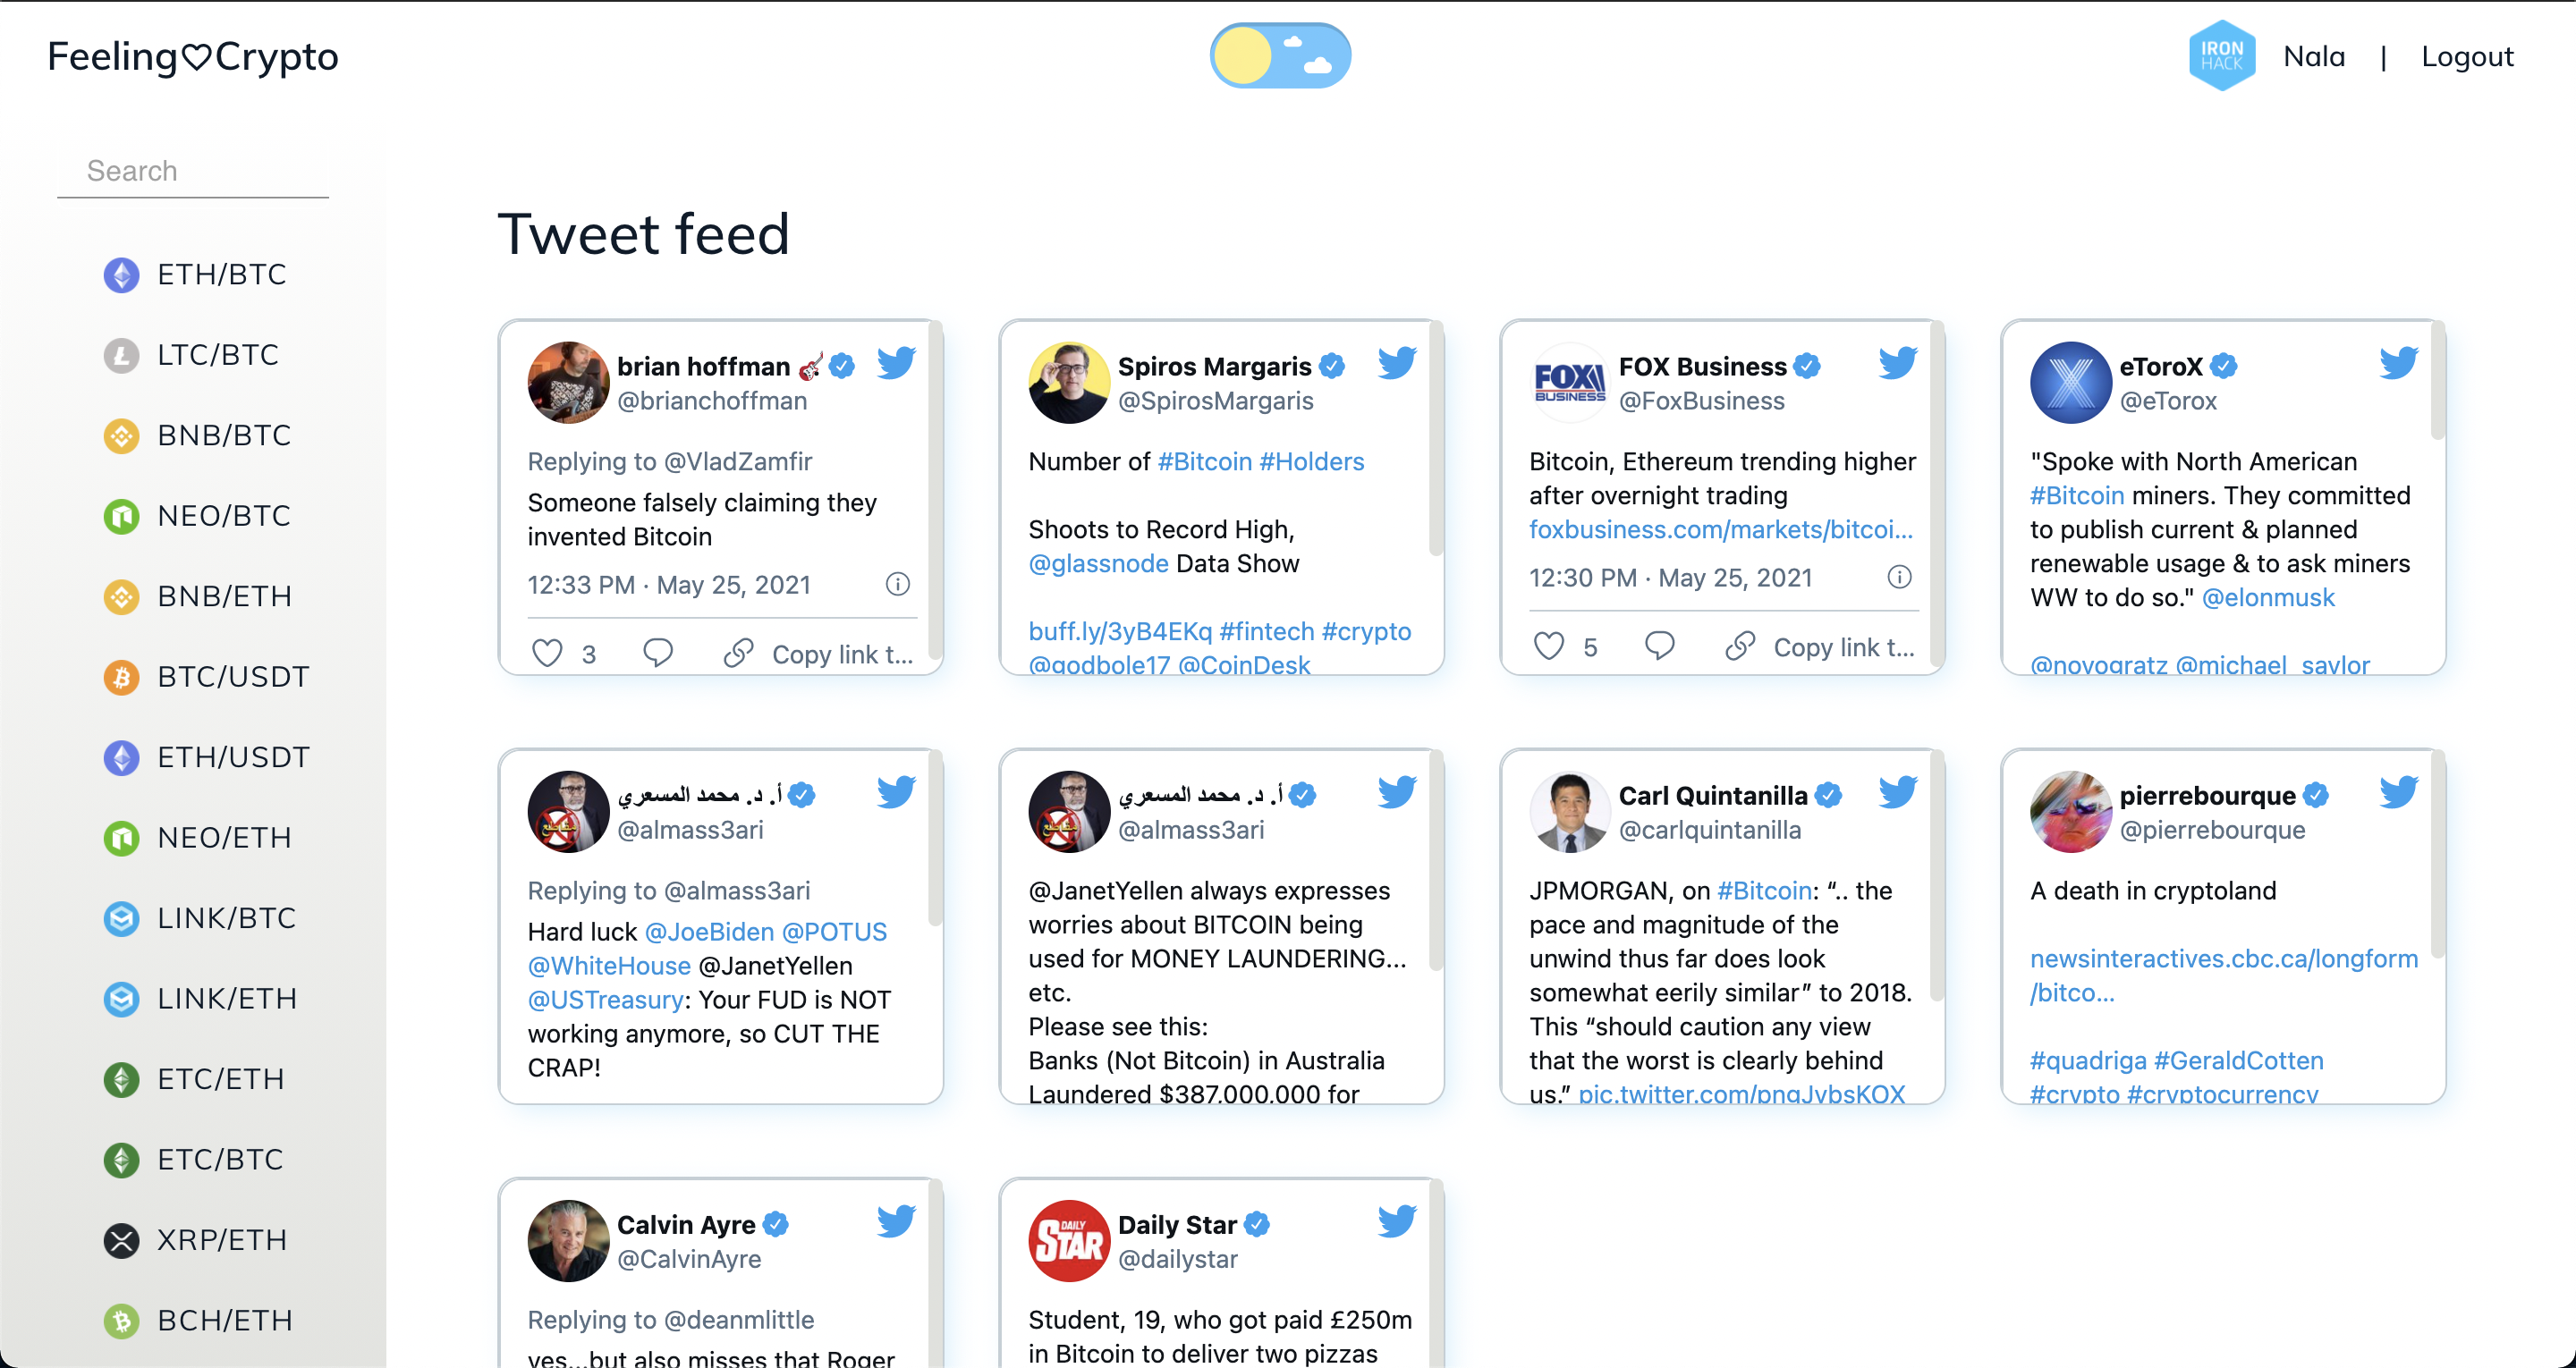 Feeling♡Crypto
IRON
HACK
Nala | Logout
Search
ETH/BTC
LTC/BTC
BNB/BTC
NEO/BTC
BNB/ETH
BTC/USDT
ETH/USDT
NEO/ETH
LINK/BTC
LINK/ETH
ETC/ETH
ETC/BTC
XRP/ETH
BCH/ETH
Tweet feed
brian hoffman 🎸
@brianchoffman
Replying to @VladZamfir
Someone falsely claiming they
invented Bitcoin
12:33 PM · May 25, 2021
3 Copy link t...
Spiros Margaris
@SpirosMargaris
Number of #Bitcoin #Holders
Shoots to Record High,
@glassnode Data Show
buff.ly/3yB4EKq #fintech #crypto
@godbole17 @CoinDesk
FOX
BUSINESS
FOX Business
@FoxBusiness
Bitcoin, Ethereum trending higher
after overnight trading
foxbusiness.com/markets/bitcoi...
12:30 PM · May 25, 2021
5 Copy link t...
eToroX
@eTorox
"Spoke with North American
#Bitcoin miners. They committed
to publish current & planned
renewable usage & to ask miners
WW to do so." @elonmusk
@novogratz @michael_saylor
أ. د. محمد المسعري
@almass3ari
Replying to @almass3ari
Hard luck @JoeBiden @POTUS
@WhiteHouse @JanetYellen
@USTreasury: Your FUD is NOT
working anymore, so CUT THE
CRAP!
أ. د. محمد المسعري
@almass3ari
@JanetYellen always expresses
worries about BITCOIN being
used for MONEY LAUNDERING...
etc.
Please see this:
Banks (Not Bitcoin) in Australia
Laundered $387,000,000 for
Carl Quintanilla
@carlquintanilla
JPMORGAN, on #Bitcoin: “.. the
pace and magnitude of the
unwind thus far does look
somewhat eerily similar” to 2018.
This “should caution any view
that the worst is clearly behind
us.” pic.twitter.com/pngJvbsKOX
pierrebourque
@pierrebourque
A death in cryptoland
newsinteractives.cbc.ca/longform
/bitco...
#quadriga #GeraldCotten
#crypto #cryptocurrency
Calvin Ayre
@CalvinAyre
Replying to @deanmlittle
yes...but also misses that Roger
DAILY
STAR
Daily Star
@dailystar
Student, 19, who got paid £250m
in Bitcoin to deliver two pizzas